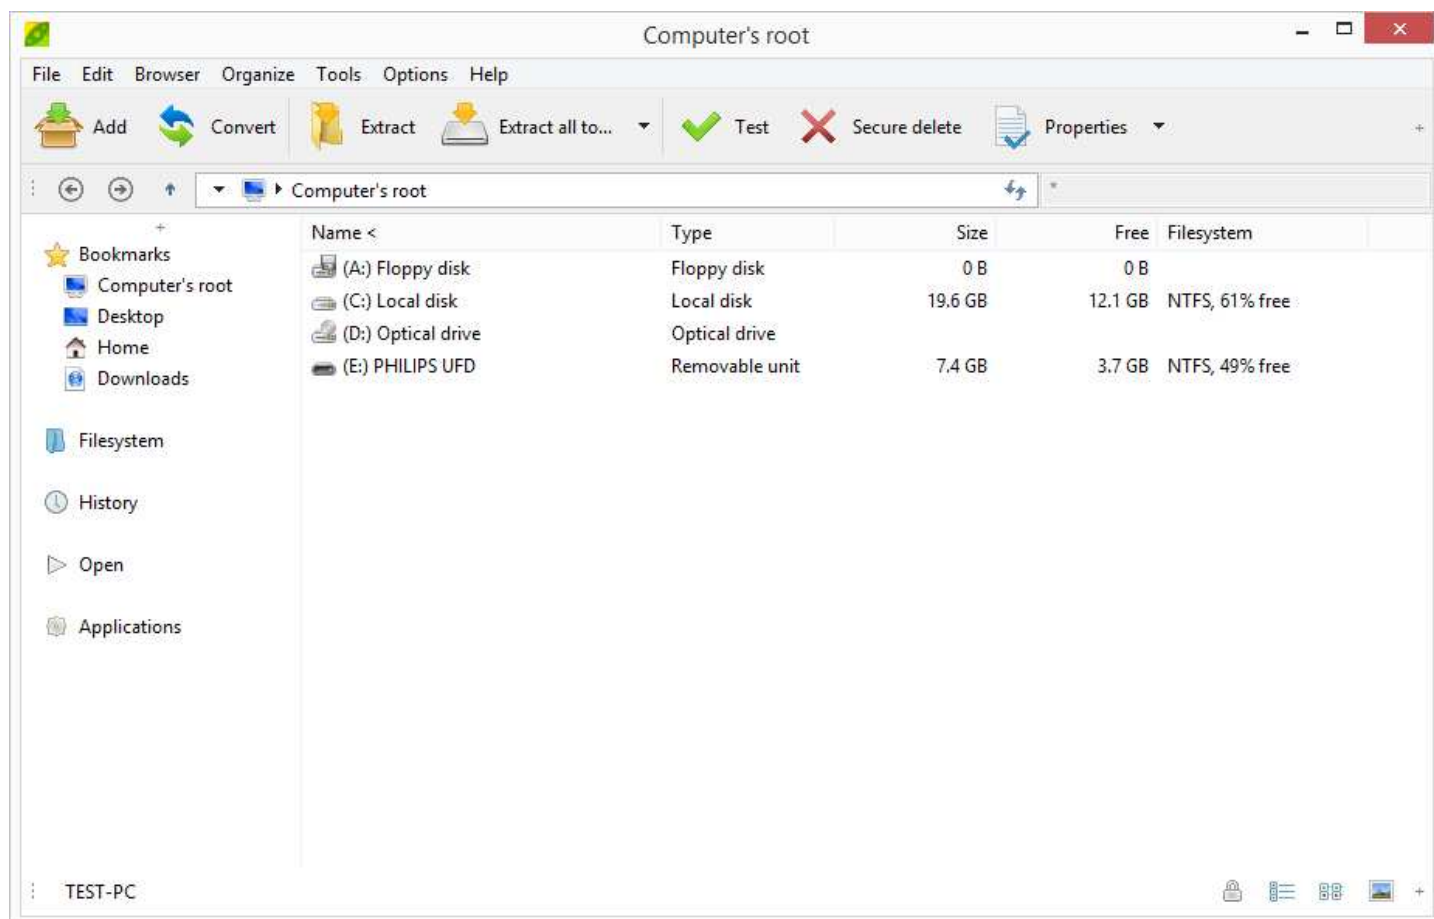 Computer's root
File Edit Browser Organize Tools Options Help
Add Convert Extract Extract all to... Test Secure delete Properties +
Computer's root *
+
Bookmarks
Computer's root
Desktop
Home
Downloads
Filesystem
History
Open
Applications
Name < Type Size Free Filesystem
(A:) Floppy disk Floppy disk 0 B 0 B
(C:) Local disk Local disk 19.6 GB 12.1 GB NTFS, 61% free
(D:) Optical drive Optical drive
(E:) PHILIPS UFD Removable unit 7.4 GB 3.7 GB NTFS, 49% free
TEST-PC +